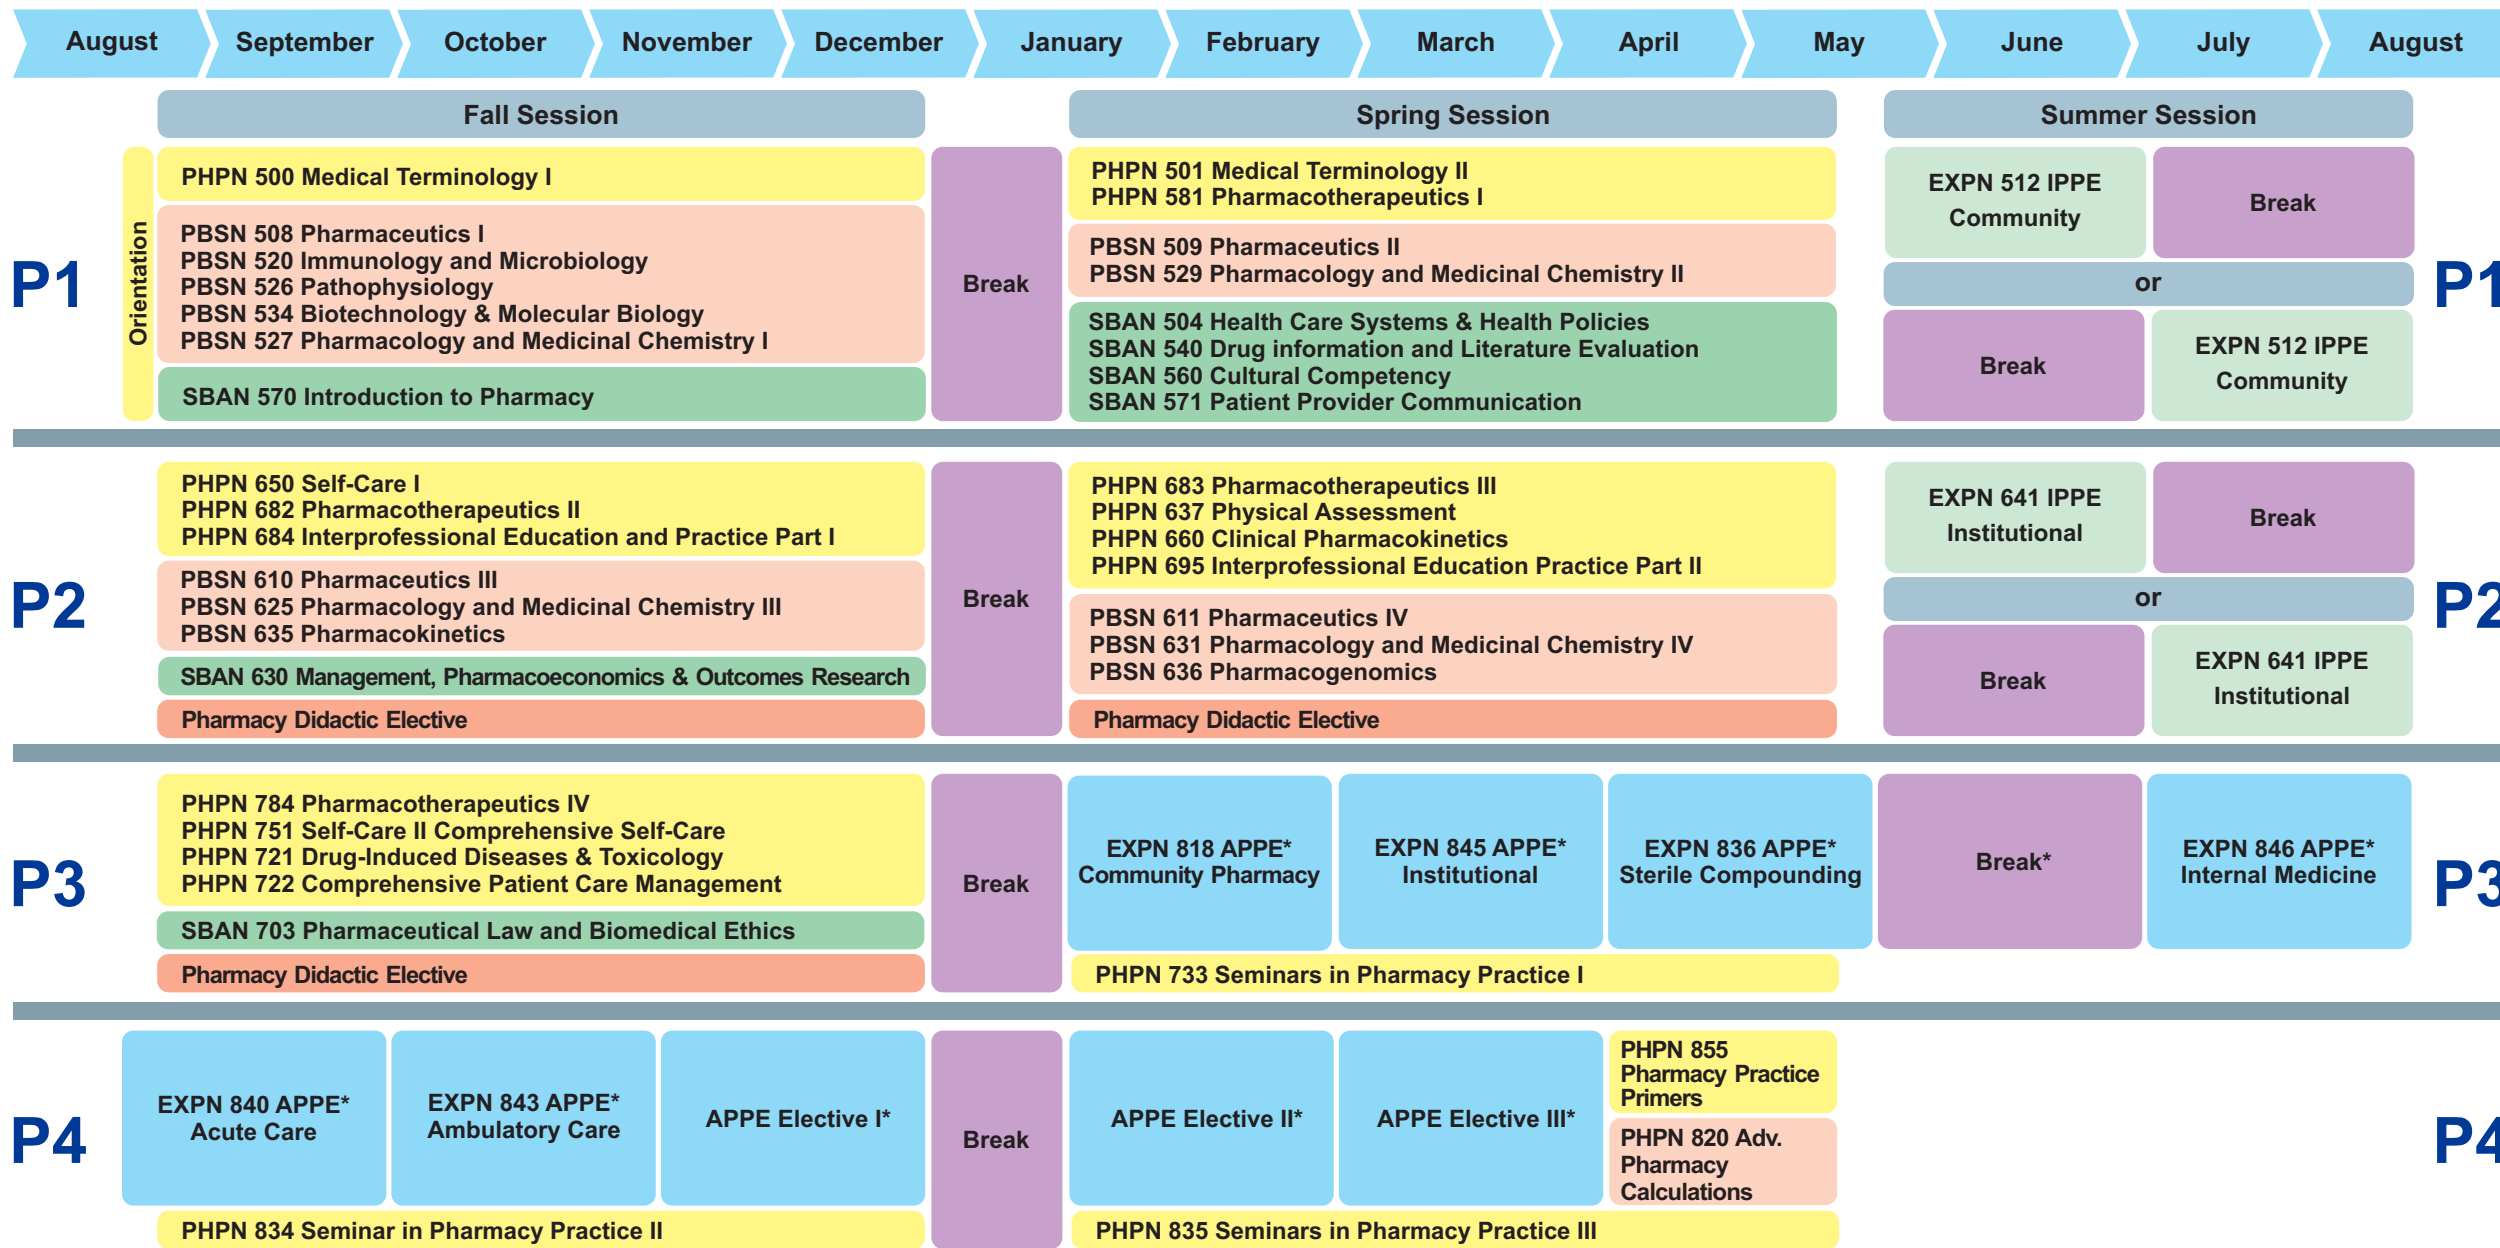 August
September
October
November
December
January
February
March
April
May
June
July
August
Fall Session
Spring Session
Summer Session
P1
Orientation
PHPN 500 Medical Terminology I
PBSN 508 Pharmaceutics I
PBSN 520 Immunology and Microbiology
PBSN 526 Pathophysiology
PBSN 534 Biotechnology & Molecular Biology
PBSN 527 Pharmacology and Medicinal Chemistry I
SBAN 570 Introduction to Pharmacy
Break
PHPN 501 Medical Terminology II
PHPN 581 Pharmacotherapeutics I
PBSN 509 Pharmaceutics II
PBSN 529 Pharmacology and Medicinal Chemistry II
SBAN 504 Health Care Systems & Health Policies
SBAN 540 Drug information and Literature Evaluation
SBAN 560 Cultural Competency
SBAN 571 Patient Provider Communication
EXPN 512 IPPE
Community
Break
or
Break
EXPN 512 IPPE
Community
P1
P2
PHPN 650 Self-Care I
PHPN 682 Pharmacotherapeutics II
PHPN 684 Interprofessional Education and Practice Part I
PBSN 610 Pharmaceutics III
PBSN 625 Pharmacology and Medicinal Chemistry III
PBSN 635 Pharmacokinetics
SBAN 630 Management, Pharmacoeconomics & Outcomes Research
Pharmacy Didactic Elective
Break
PHPN 683 Pharmacotherapeutics III
PHPN 637 Physical Assessment
PHPN 660 Clinical Pharmacokinetics
PHPN 695 Interprofessional Education Practice Part II
PBSN 611 Pharmaceutics IV
PBSN 631 Pharmacology and Medicinal Chemistry IV
PBSN 636 Pharmacogenomics
Pharmacy Didactic Elective
EXPN 641 IPPE
Institutional
Break
or
Break
EXPN 641 IPPE
Institutional
P2
P3
PHPN 784 Pharmacotherapeutics IV
PHPN 751 Self-Care II Comprehensive Self-Care
PHPN 721 Drug-Induced Diseases & Toxicology
PHPN 722 Comprehensive Patient Care Management
SBAN 703 Pharmaceutical Law and Biomedical Ethics
Pharmacy Didactic Elective
Break
EXPN 818 APPE*
Community Pharmacy
EXPN 845 APPE*
Institutional
EXPN 836 APPE*
Sterile Compounding
PHPN 733 Seminars in Pharmacy Practice I
Break*
EXPN 846 APPE*
Internal Medicine
P3
P4
EXPN 840 APPE*
Acute Care
EXPN 843 APPE*
Ambulatory Care
APPE Elective I*
PHPN 834 Seminar in Pharmacy Practice II
Break
APPE Elective II*
APPE Elective III*
PHPN 855
Pharmacy Practice
Primers
PHPN 820 Adv.
Pharmacy
Calculations
PHPN 835 Seminars in Pharmacy Practice III
P4